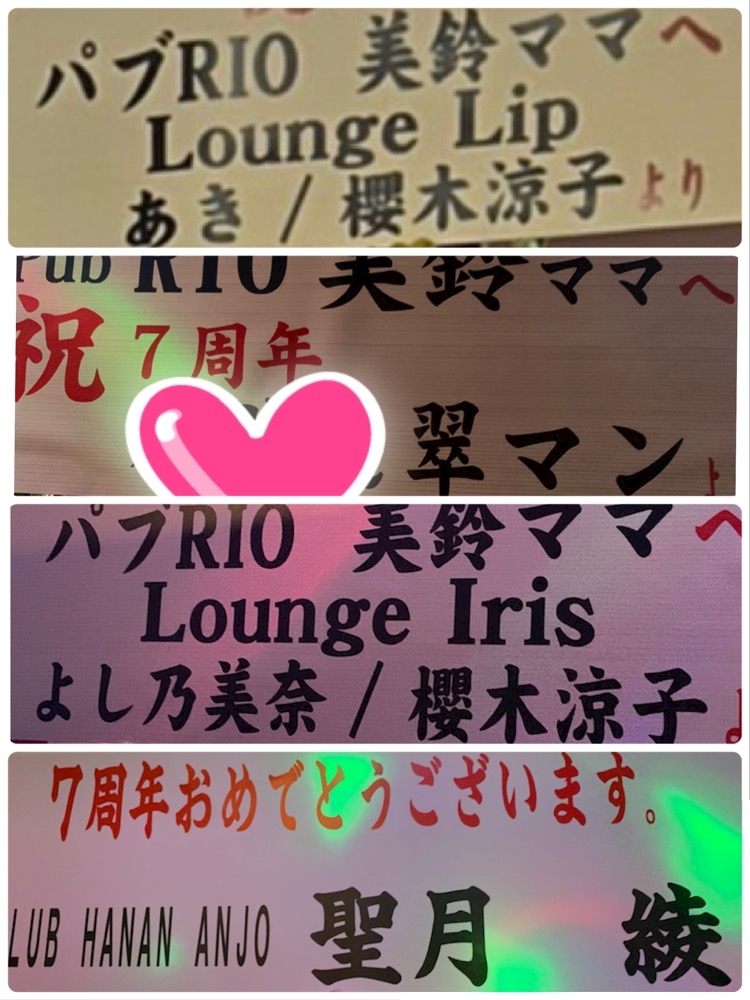 パブRIO 美鈴ママへ
Lounge Lip
あき / 櫻木涼子より
Pub RIO 美鈴ママへ
祝 7周年
翠マン
パブRIO 美鈴ママへ
Lounge Iris
よし乃美奈 / 櫻木涼子
7周年おめでとうございます。
LUB HANAN ANJO 聖月 綾